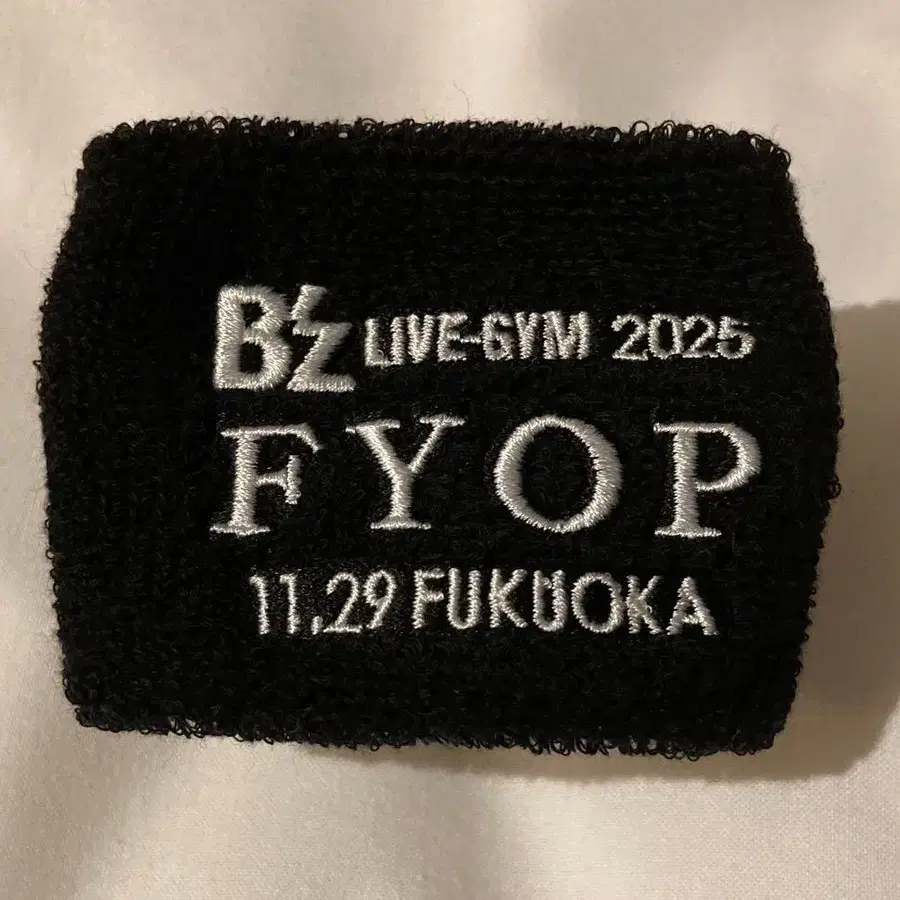 B'z LIVE-GYM 2025
FYOP
11.29 FUKUOKA